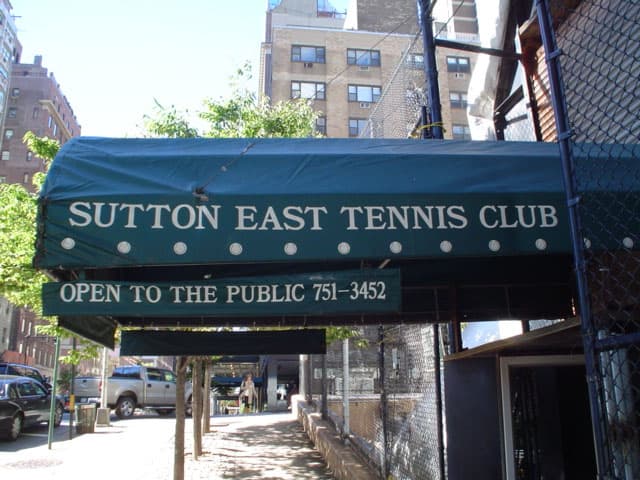 SUTTON EAST TENNIS CLUB
OPEN TO THE PUBLIC 751-3452